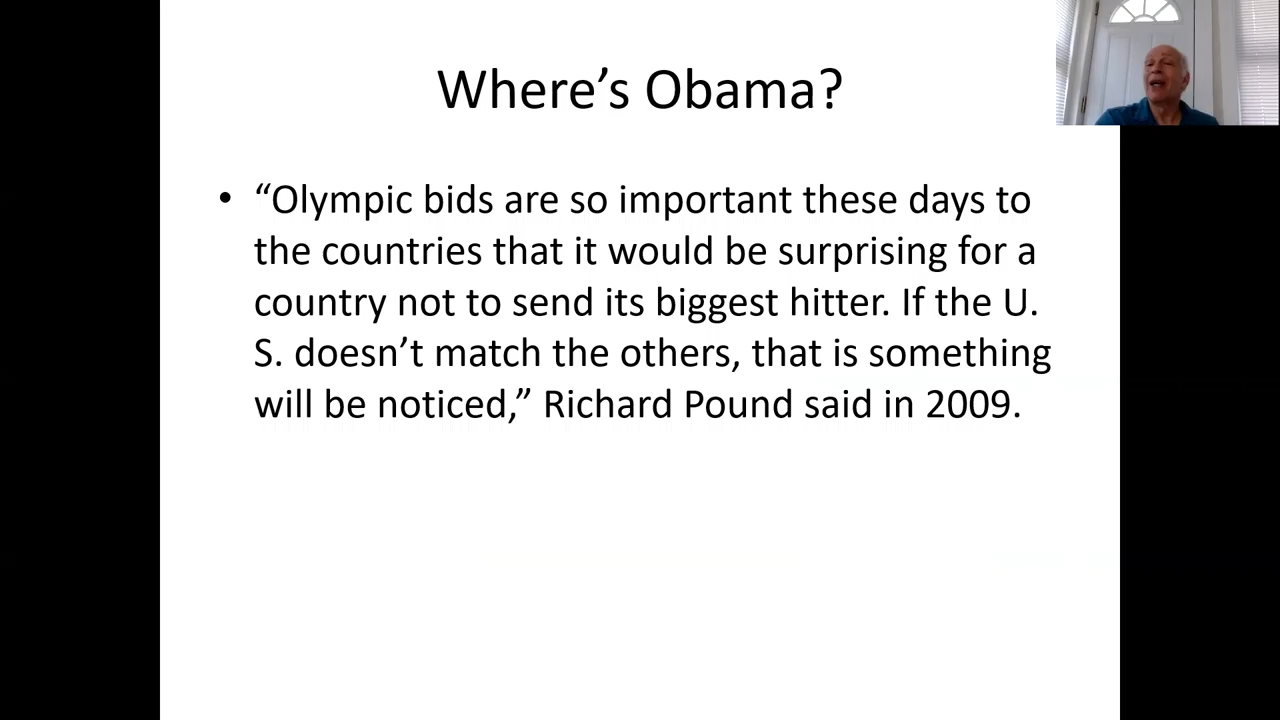 Where’s Obama?
• “Olympic bids are so important these days to
the countries that it would be surprising for a
country not to send its biggest hitter. If the U.
S. doesn’t match the others, that is something
will be noticed,” Richard Pound said in 2009.